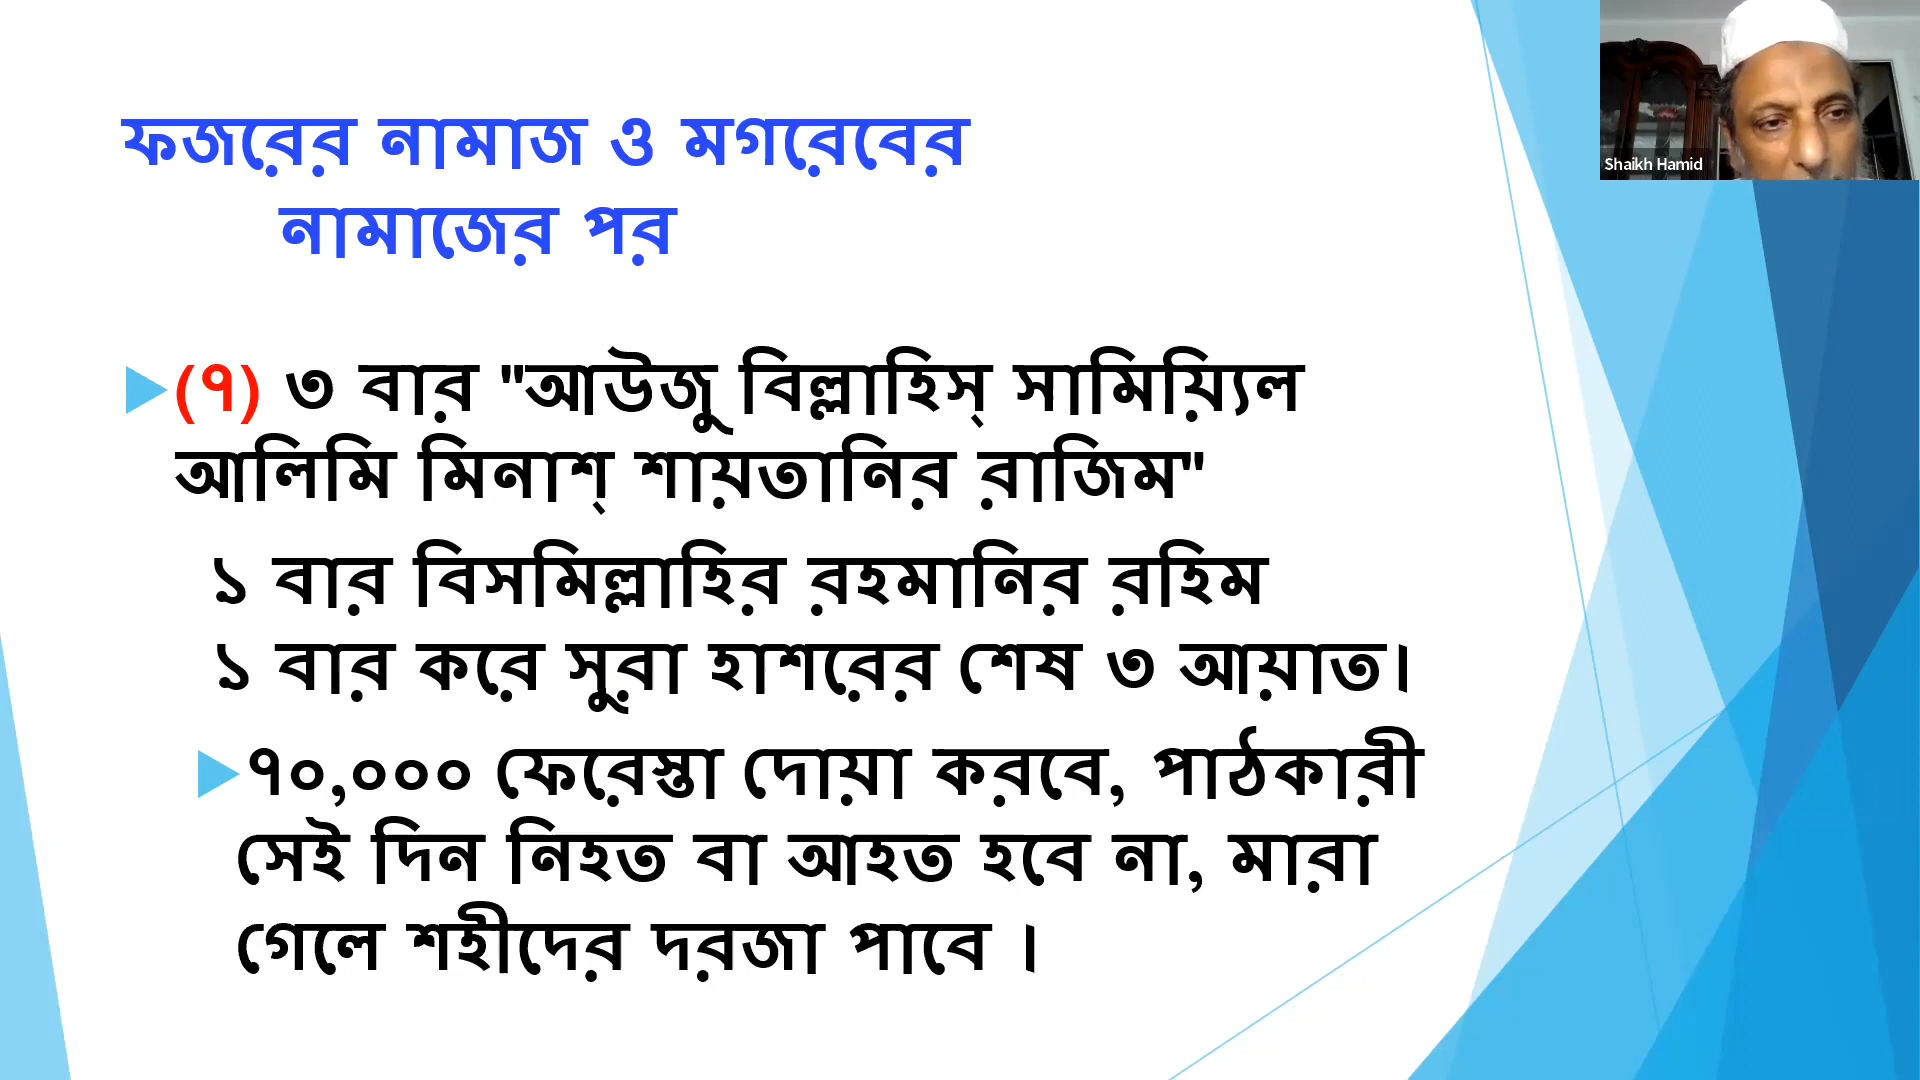 ফজরের নামাজ ও মগরেবের
নামাজের পর
(৭) ৩ বার "আউজু বিল্লাহিস্ সামিয়্যিল
আলিমি মিনাশ্ শায়তানির রাজিম"
১ বার বিসমিল্লাহির রহমানির রহিম
১ বার করে সুরা হাশরের শেষ ৩ আয়াত।
৭০,০০০ ফেরেস্তা দোয়া করবে, পাঠকারী
সেই দিন নিহত বা আহত হবে না, মারা
গেলে শহীদের দরজা পাবে ।
Shaikh Hamid